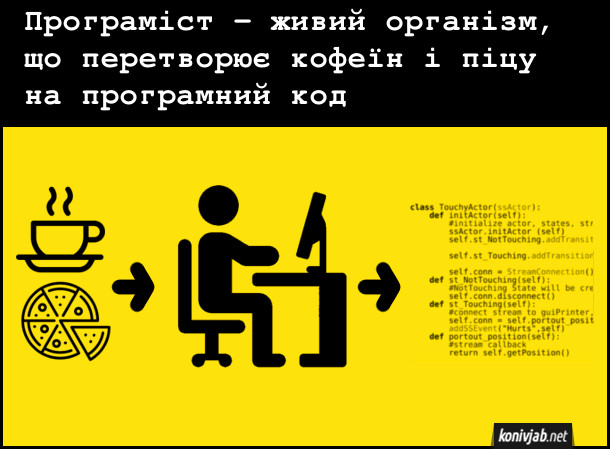 Програміст – живий організм,
що перетворює кофеїн і піцу
на програмний код
class TouchyActor(ssActor):
def initActor(self):
#initialize actor, states, str
ssActor.initActor (self)
self.st_NotTouching.addTransit
self.st_Touching.addTransition
self.conn = StreamConnection()
def st_NotTouching(self):
#NotTouching State will be cre
self.conn.disconnect()
def st_Touching(self):
#connect stream to guiPrinter,
self.conn = self.portout_posit
addSSEvent("Hurts",self)
def portout_position(self):
#stream callback
return self.getPosition()
konivjab.net